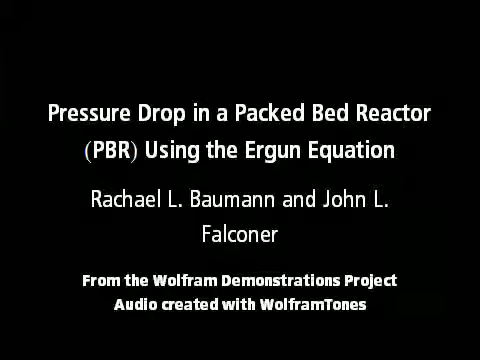 Pressure Drop in a Packed Bed Reactor
(PBR) Using the Ergun Equation
Rachael L. Baumann and John L.
Falconer
From the Wolfram Demonstrations Project
Audio created with WolframTones